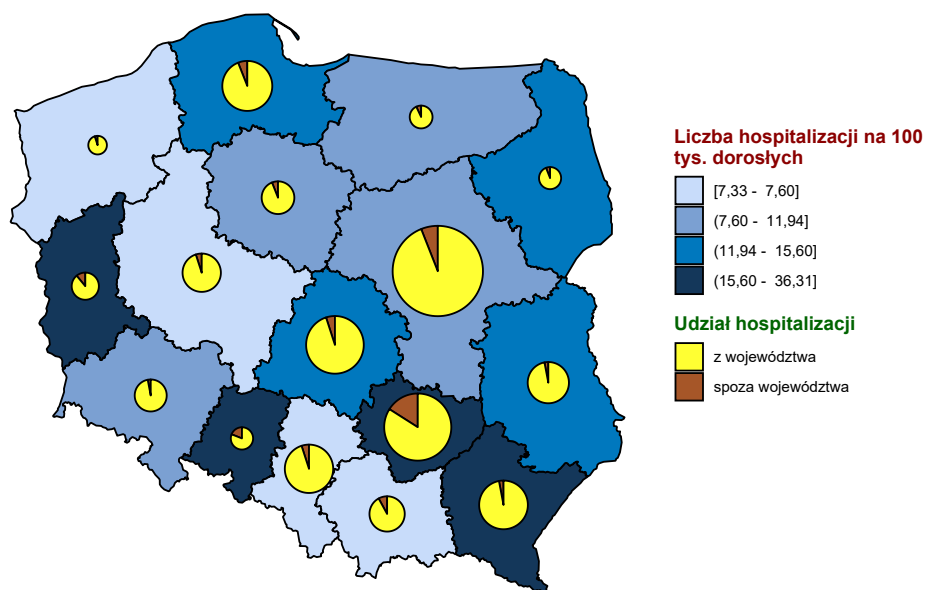 Liczba hospitalizacji na 100
tys. dorosłych
[7,33 - 7,60]
(7,60 - 11,94]
(11,94 - 15,60]
(15,60 - 36,31]
Udział hospitalizacji
z województwa
spoza województwa